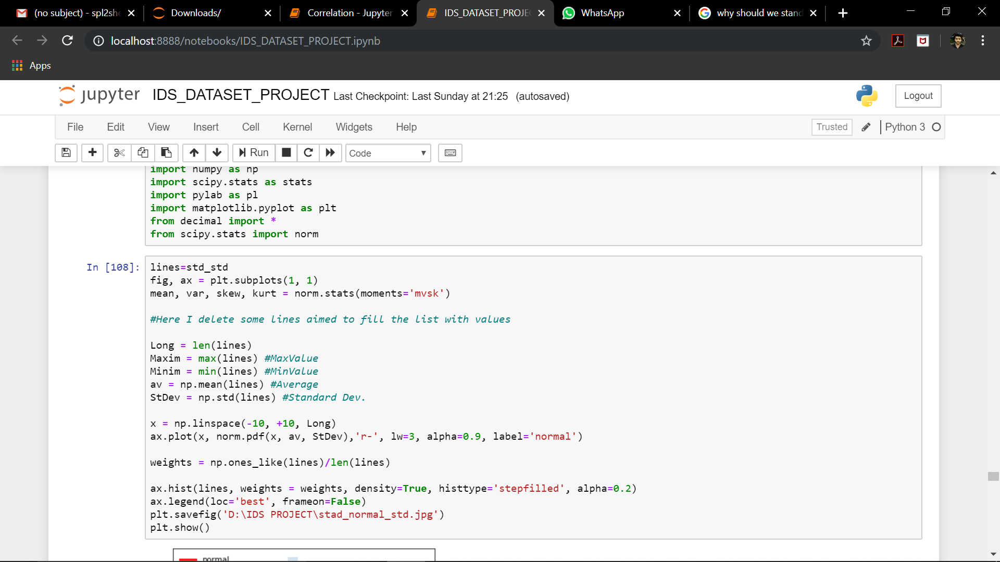 (no subject) - spl2she
Downloads/
Correlation - Jupyter
IDS_DATASET_PROJE
WhatsApp
why should we stand
localhost:8888/notebooks/IDS_DATASET_PROJECT.ipynb
Apps
jupyter IDS_DATASET_PROJECT Last Checkpoint: Last Sunday at 21:25 (autosaved)
Logout
File Edit View Insert Cell Kernel Widgets Help
Trusted
Python 3
Run
Code
import numpy as np
import scipy.stats as stats
import pylab as pl
import matplotlib.pyplot as plt
from decimal import *
from scipy.stats import norm
In [108]:
lines=std_std
fig, ax = plt.subplots(1, 1)
mean, var, skew, kurt = norm.stats(moments='mvsk')
#Here I delete some lines aimed to fill the list with values
Long = len(lines)
Maxim = max(lines) #MaxValue
Minim = min(lines) #MinValue
av = np.mean(lines) #Average
StDev = np.std(lines) #Standard Dev.
x = np.linspace(-10, +10, Long)
ax.plot(x, norm.pdf(x, av, StDev),'r-', lw=3, alpha=0.9, label='normal')
weights = np.ones_like(lines)/len(lines)
ax.hist(lines, weights = weights, density=True, histtype='stepfilled', alpha=0.2)
ax.legend(loc='best', frameon=False)
plt.savefig('D:\IDS PROJECT\stad_normal_std.jpg')
plt.show()
normal